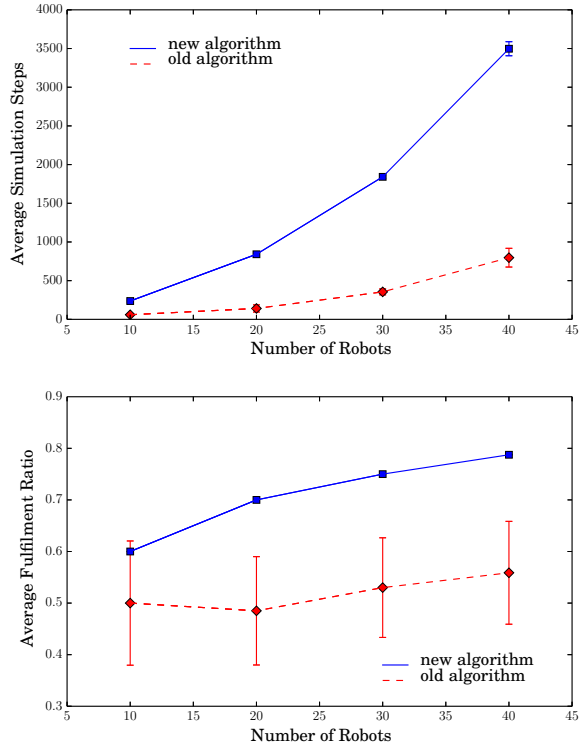 4000
3500
3000
2500
2000
1500
1000
500
0
Average Simulation Steps
new algorithm
old algorithm
5 10 15 20 25 30 35 40 45
Number of Robots
0.9
0.8
0.7
0.6
0.5
0.4
0.3
Average Fulfilment Ratio
new algorithm
old algorithm
5 10 15 20 25 30 35 40 45
Number of Robots